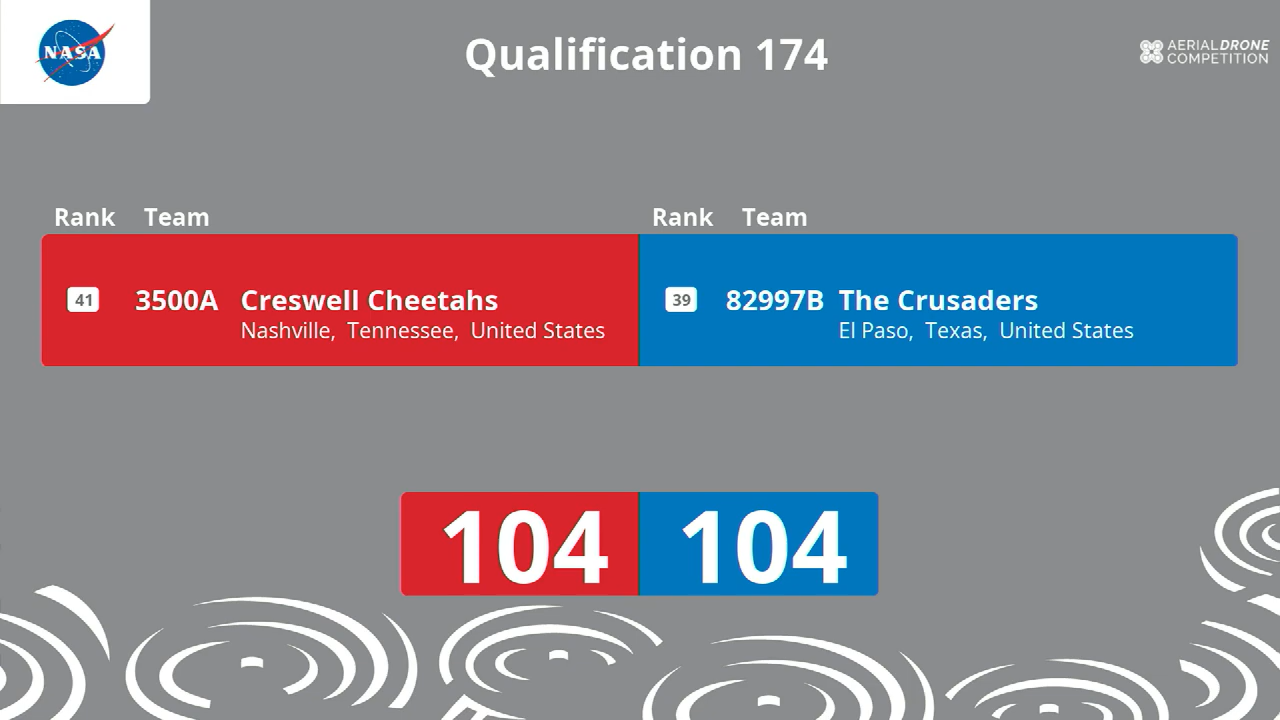 NASA
Qualification 174
AERIAL DRONE
COMPETITION
Rank Team
41 3500A Creswell Cheetahs
Nashville, Tennessee, United States
Rank Team
39 82997B The Crusaders
El Paso, Texas, United States
104 104